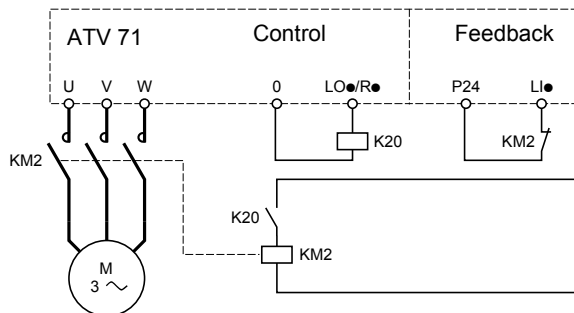 ATV 71 Control Feedback
U V W 0 LO●/R● P24 LI●
K20 KM2
KM2
K20
KM2
M
3